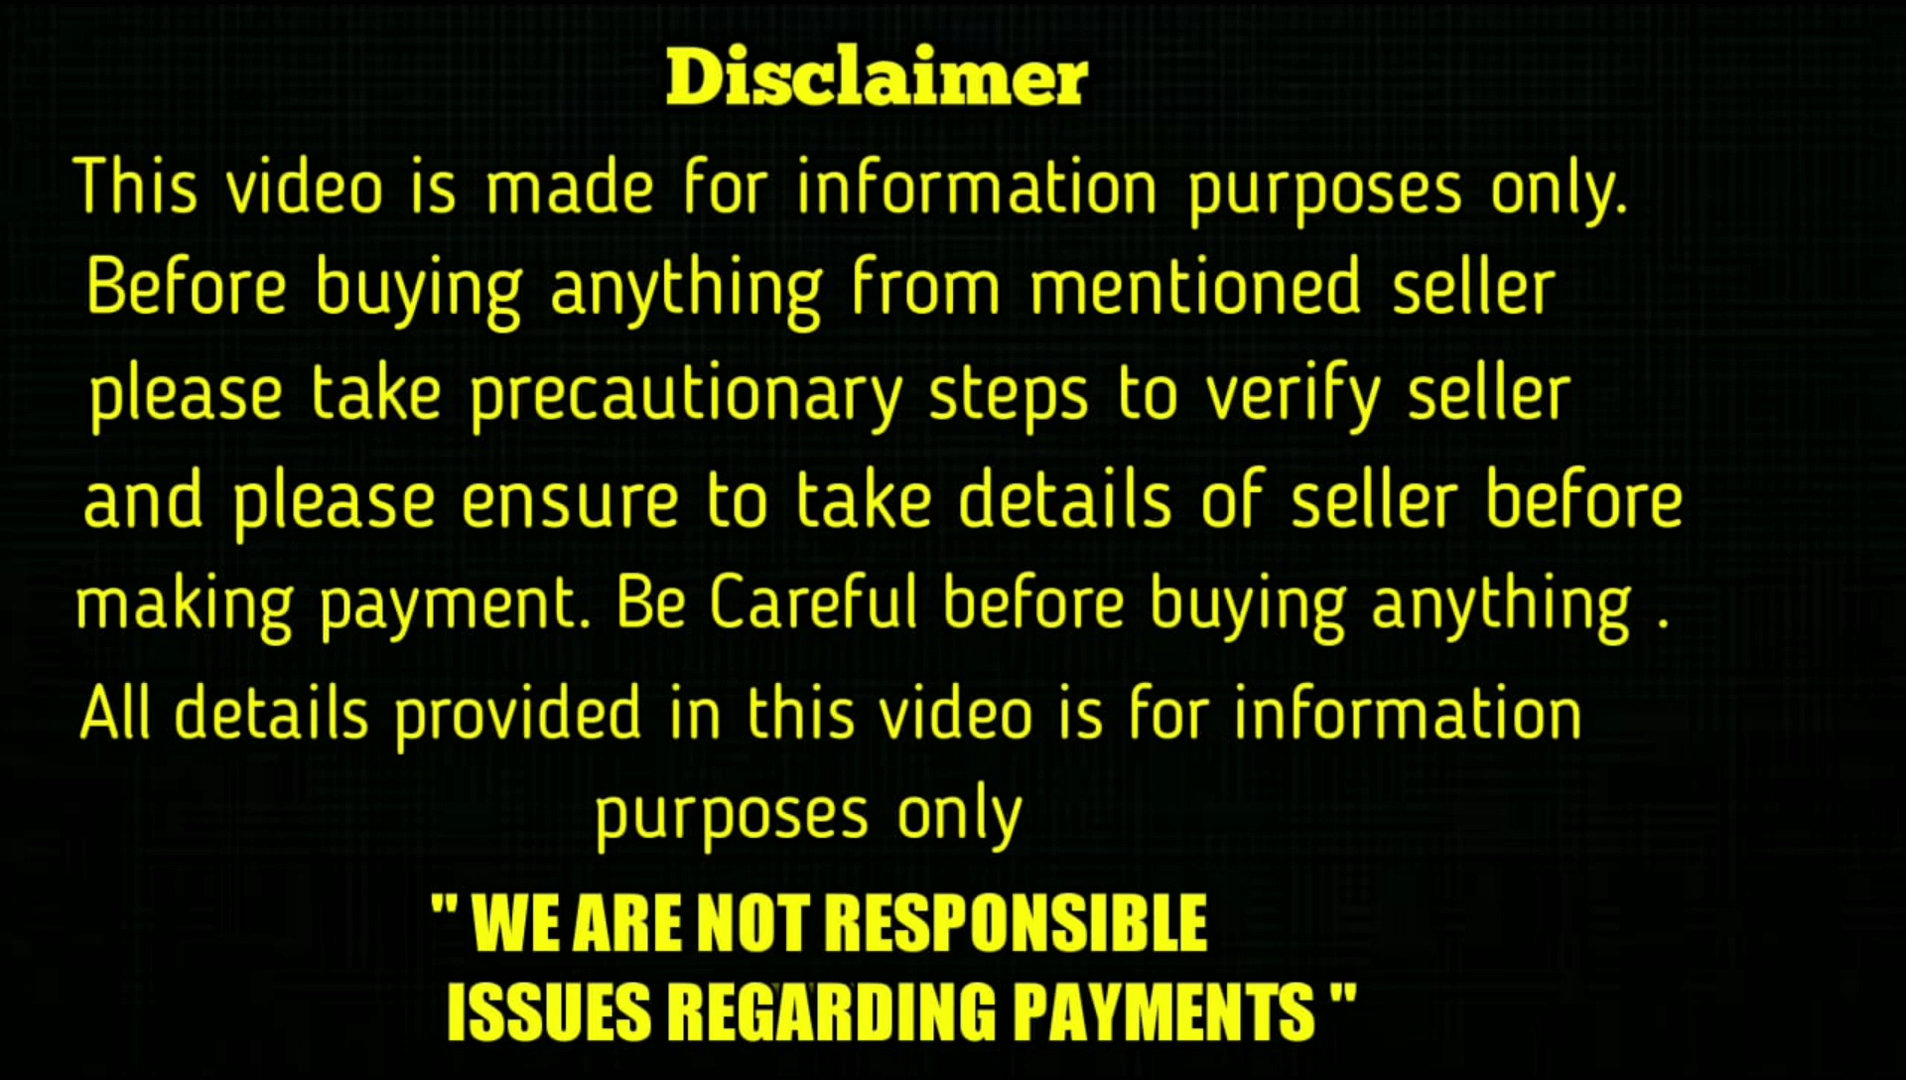 Disclaimer
This video is made for information purposes only.
Before buying anything from mentioned seller
please take precautionary steps to verify seller
and please ensure to take details of seller before
making payment. Be Careful before buying anything .
All details provided in this video is for information
purposes only
" WE ARE NOT RESPONSIBLE
ISSUES REGARDING PAYMENTS "